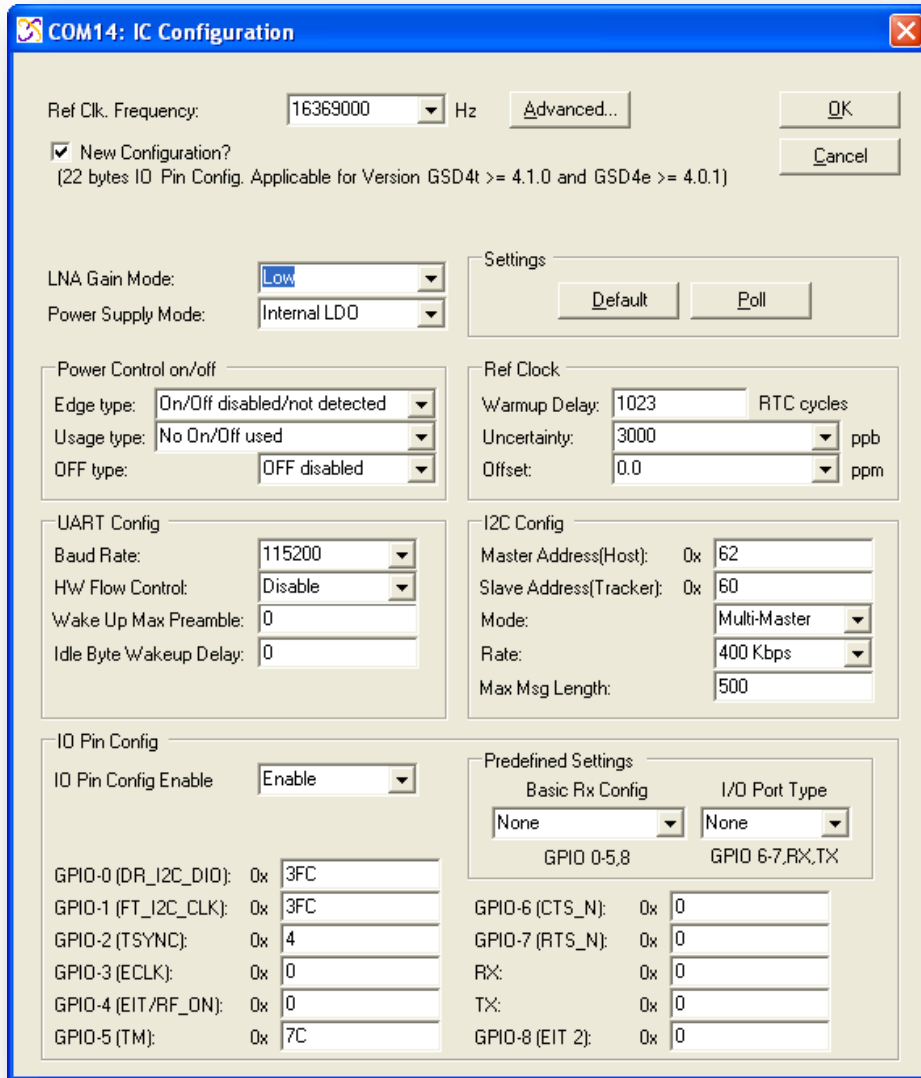 COM14: IC Configuration
Ref Clk. Frequency: 16369000 Hz Advanced... OK
New Configuration? Cancel
(22 bytes IO Pin Config. Applicable for Version GSD4t >= 4.1.0 and GSD4e >= 4.0.1)
LNA Gain Mode: Low
Power Supply Mode: Internal LDO
Settings
Default Poll
Power Control on/off
Edge type: On/Off disabled/not detected
Usage type: No On/Off used
OFF type: OFF disabled
Ref Clock
Warmup Delay: 1023 RTC cycles
Uncertainty: 3000 ppb
Offset: 0.0 ppm
UART Config
Baud Rate: 115200
HW Flow Control: Disable
Wake Up Max Preamble: 0
Idle Byte Wakeup Delay: 0
I2C Config
Master Address(Host): 0x 62
Slave Address(Tracker): 0x 60
Mode: Multi-Master
Rate: 400 Kbps
Max Msg Length: 500
IO Pin Config
IO Pin Config Enable Enable
Predefined Settings
Basic Rx Config I/O Port Type
None None
GPIO 0-5,8 GPIO 6-7,RX,TX
GPIO-0 (DR_I2C_DIO): 0x 3FC
GPIO-1 (FT_I2C_CLK): 0x 3FC
GPIO-2 (TSYNC): 0x 4
GPIO-3 (ECLK): 0x 0
GPIO-4 (EIT/RF_ON): 0x 0
GPIO-5 (TM): 0x 7C
GPIO-6 (CTS_N): 0x 0
GPIO-7 (RTS_N): 0x 0
RX: 0x 0
TX: 0x 0
GPIO-8 (EIT 2): 0x 0